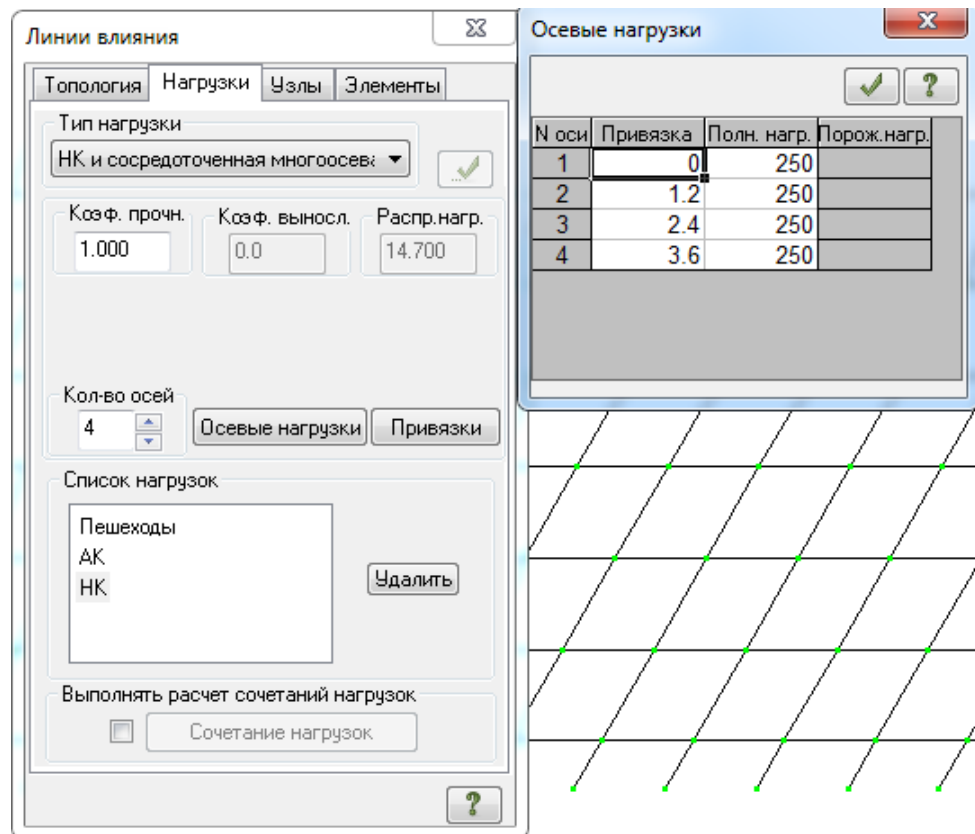 Линии влияния
Топология Нагрузки Узлы Элементы
Тип нагрузки
НК и сосредоточенная многоосева
Коэф. прочн. Коэф. выносл. Распр.нагр.
1.000 0.0 14.700
Кол-во осей
4 Осевые нагрузки Привязки
Список нагрузок
Пешеходы
АК
НК
Удалить
Выполнять расчет сочетаний нагрузок
Сочетание нагрузок
?
Осевые нагрузки
?
N оси Привязка Полн. нагр. Порож.нагр.
1 0 250
2 1.2 250
3 2.4 250
4 3.6 250